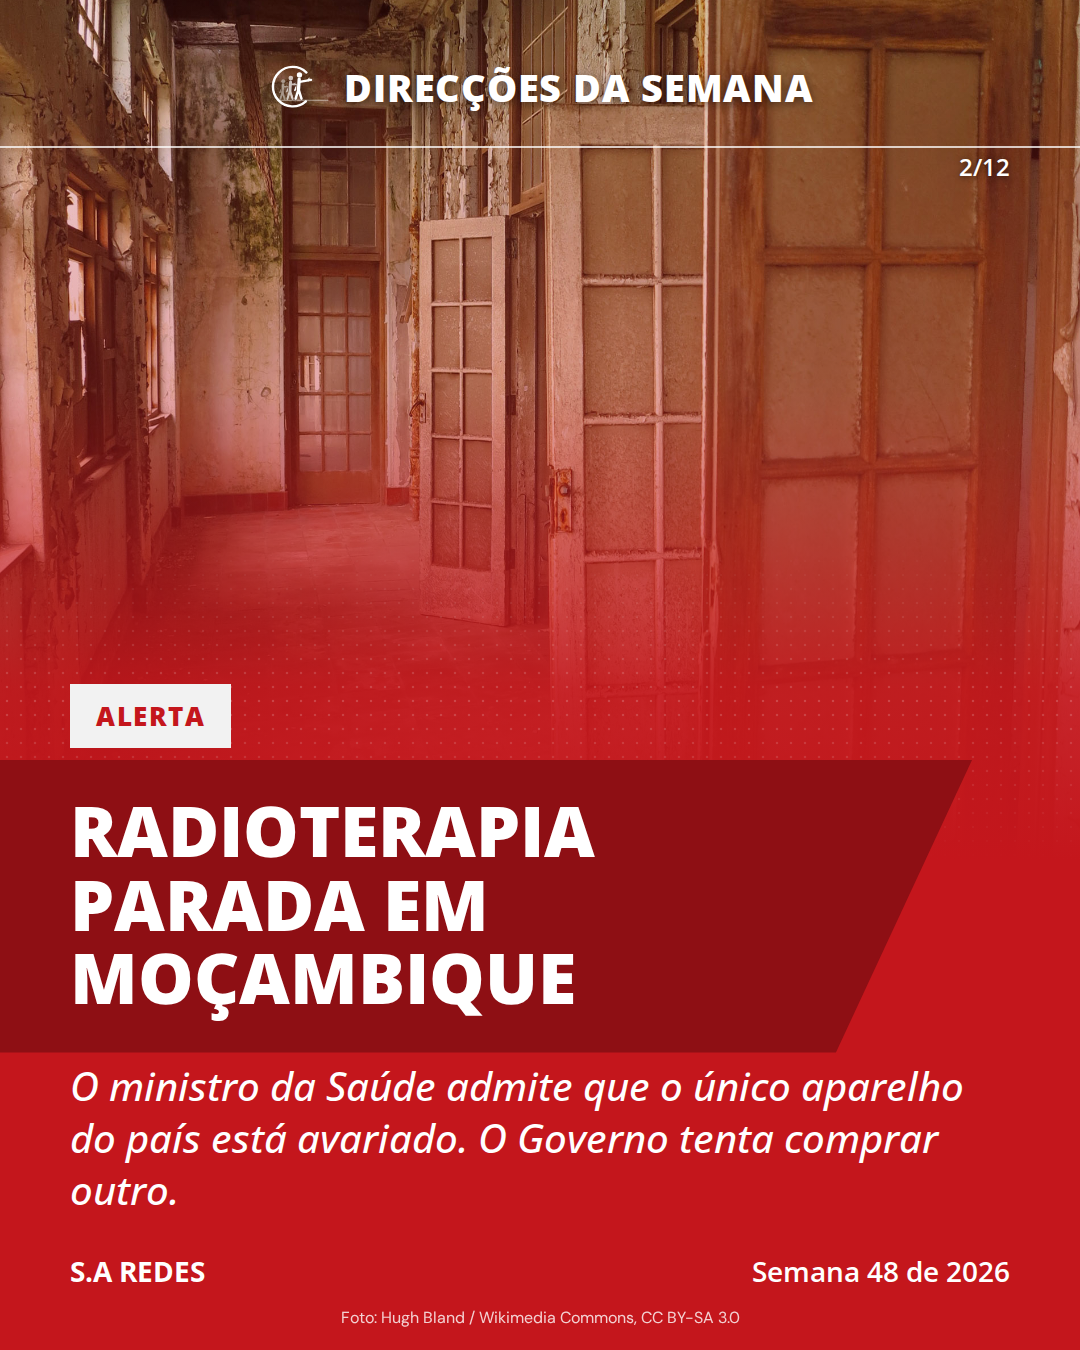 DIRECÇÕES DA SEMANA
2/12
ALERTA
RADIOTERAPIA
PARADA EM
MOÇAMBIQUE
O ministro da Saúde admite que o único aparelho
do país está avariado. O Governo tenta comprar
outro.
S.A REDES
Semana 48 de 2026
Foto: Hugh Bland / Wikimedia Commons, CC BY-SA 3.0